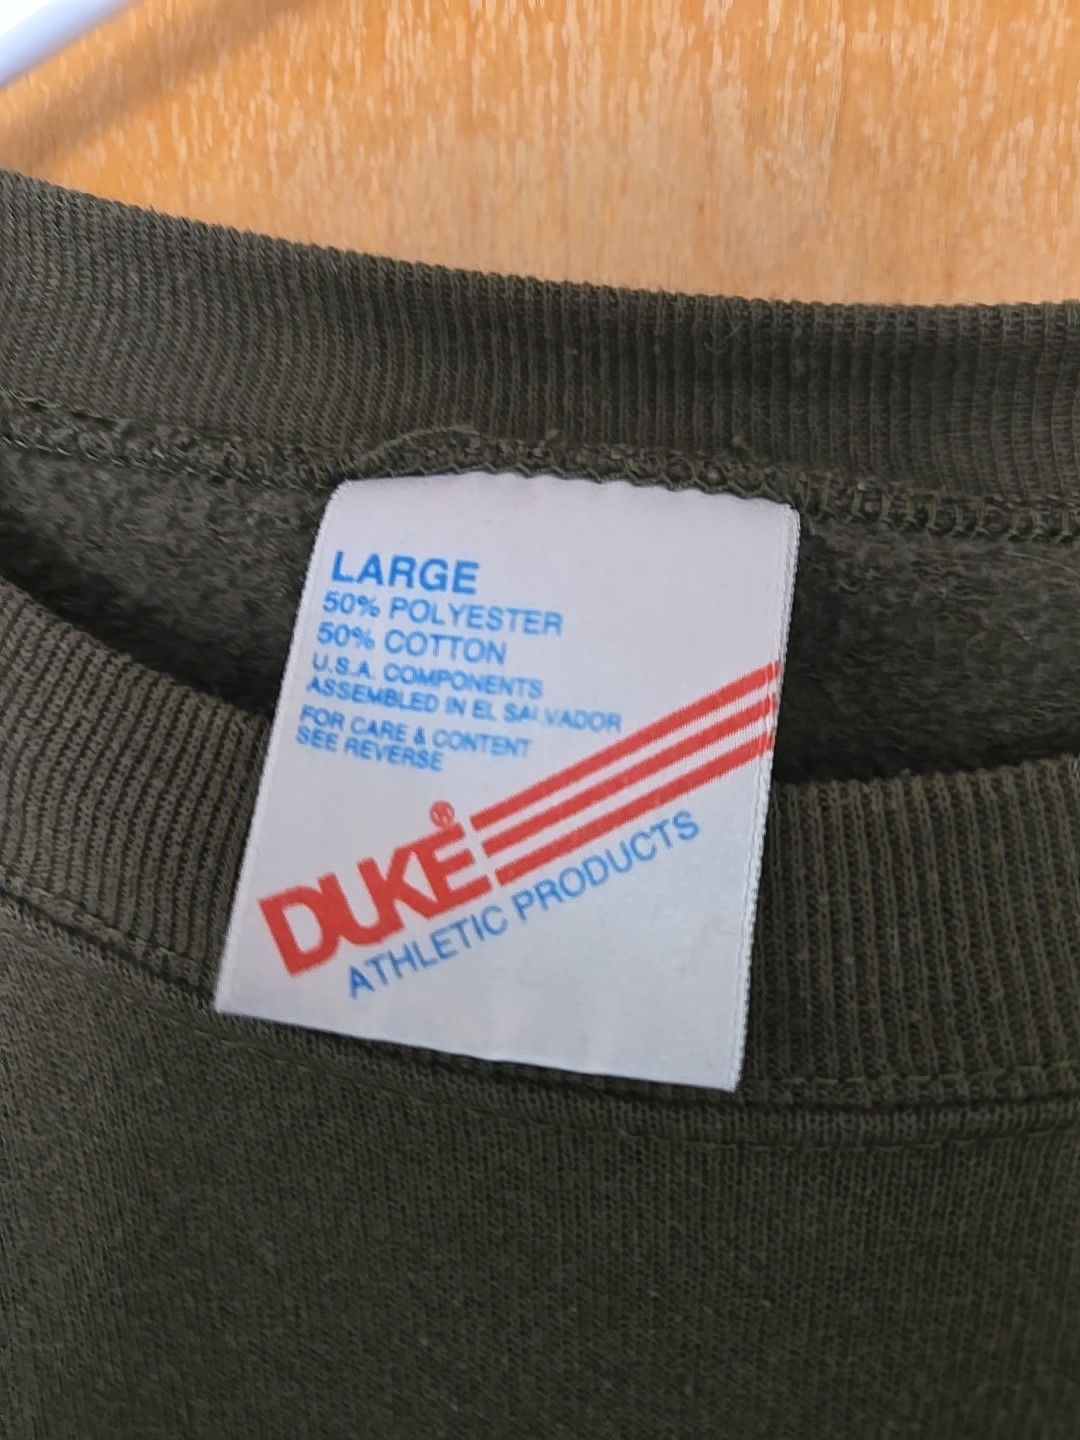 LARGE
50% POLYESTER
50% COTTON
U.S.A. COMPONENTS
ASSEMBLED IN EL SALVADOR
FOR CARE & CONTENT
SEE REVERSE
DUKE®
ATHLETIC PRODUCTS